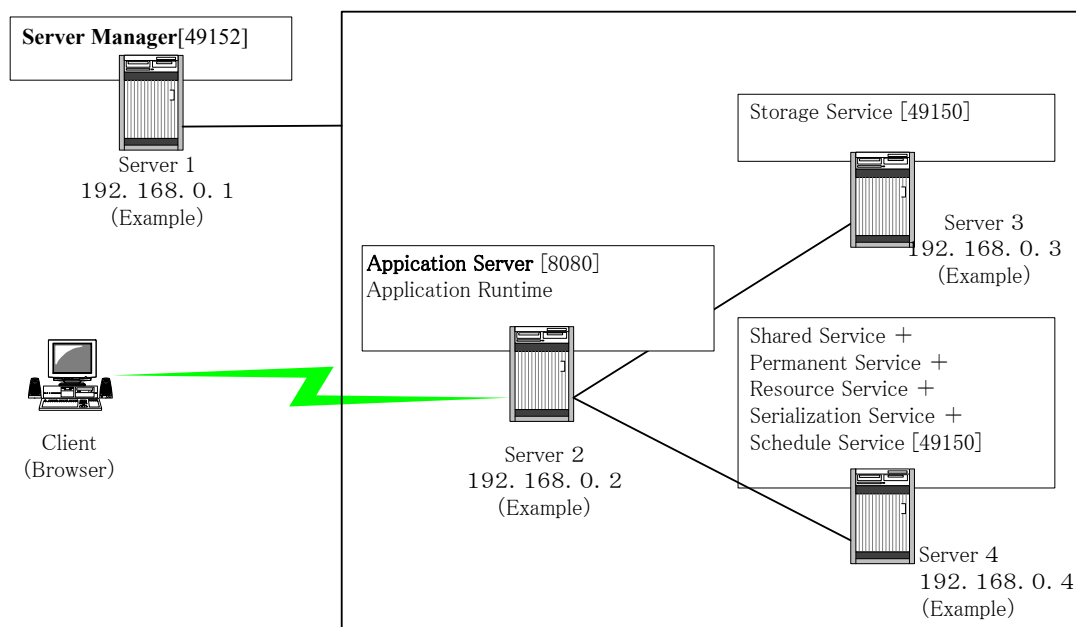 Server Manager[49152]
Server 1
192. 168. 0. 1
(Example)
Storage Service [49150]
Server 3
192. 168. 0. 3
(Example)
Appication Server [8080]
Application Runtime
Server 2
192. 168. 0. 2
(Example)
Client
(Browser)
Shared Service +
Permanent Service +
Resource Service +
Serialization Service +
Schedule Service [49150]
Server 4
192. 168. 0. 4
(Example)